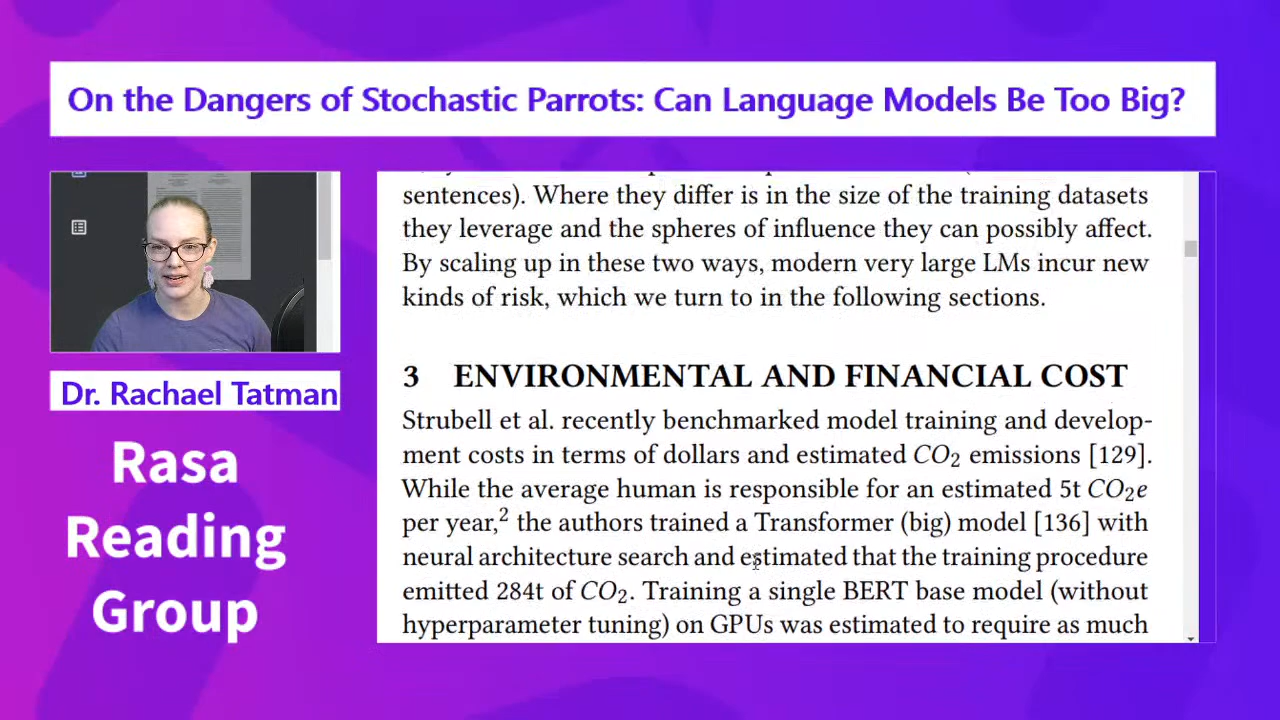 On the Dangers of Stochastic Parrots: Can Language Models Be Too Big?
Dr. Rachael Tatman
Rasa
Reading
Group
sentences). Where they differ is in the size of the training datasets
they leverage and the spheres of influence they can possibly affect.
By scaling up in these two ways, modern very large LMs incur new
kinds of risk, which we turn to in the following sections.
3 ENVIRONMENTAL AND FINANCIAL COST
Strubell et al. recently benchmarked model training and develop-
ment costs in terms of dollars and estimated CO₂ emissions [129].
While the average human is responsible for an estimated 5t CO₂e
per year,² the authors trained a Transformer (big) model [136] with
neural architecture search and estimated that the training procedure
emitted 284t of CO₂. Training a single BERT base model (without
hyperparameter tuning) on GPUs was estimated to require as much